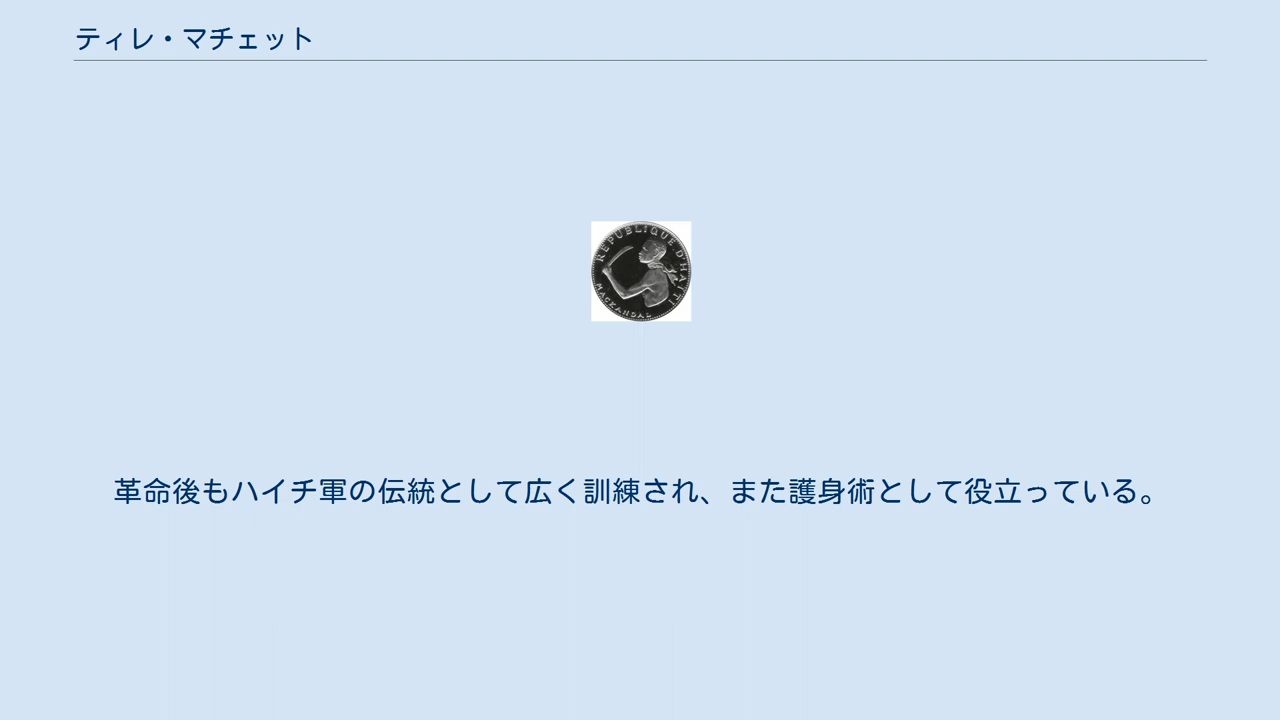 ティレ・マチェット
REPUBLIQUE D'HAITI
MACKANDAL
革命後もハイチ軍の伝統として広く訓練され、また護身術として役立っている。